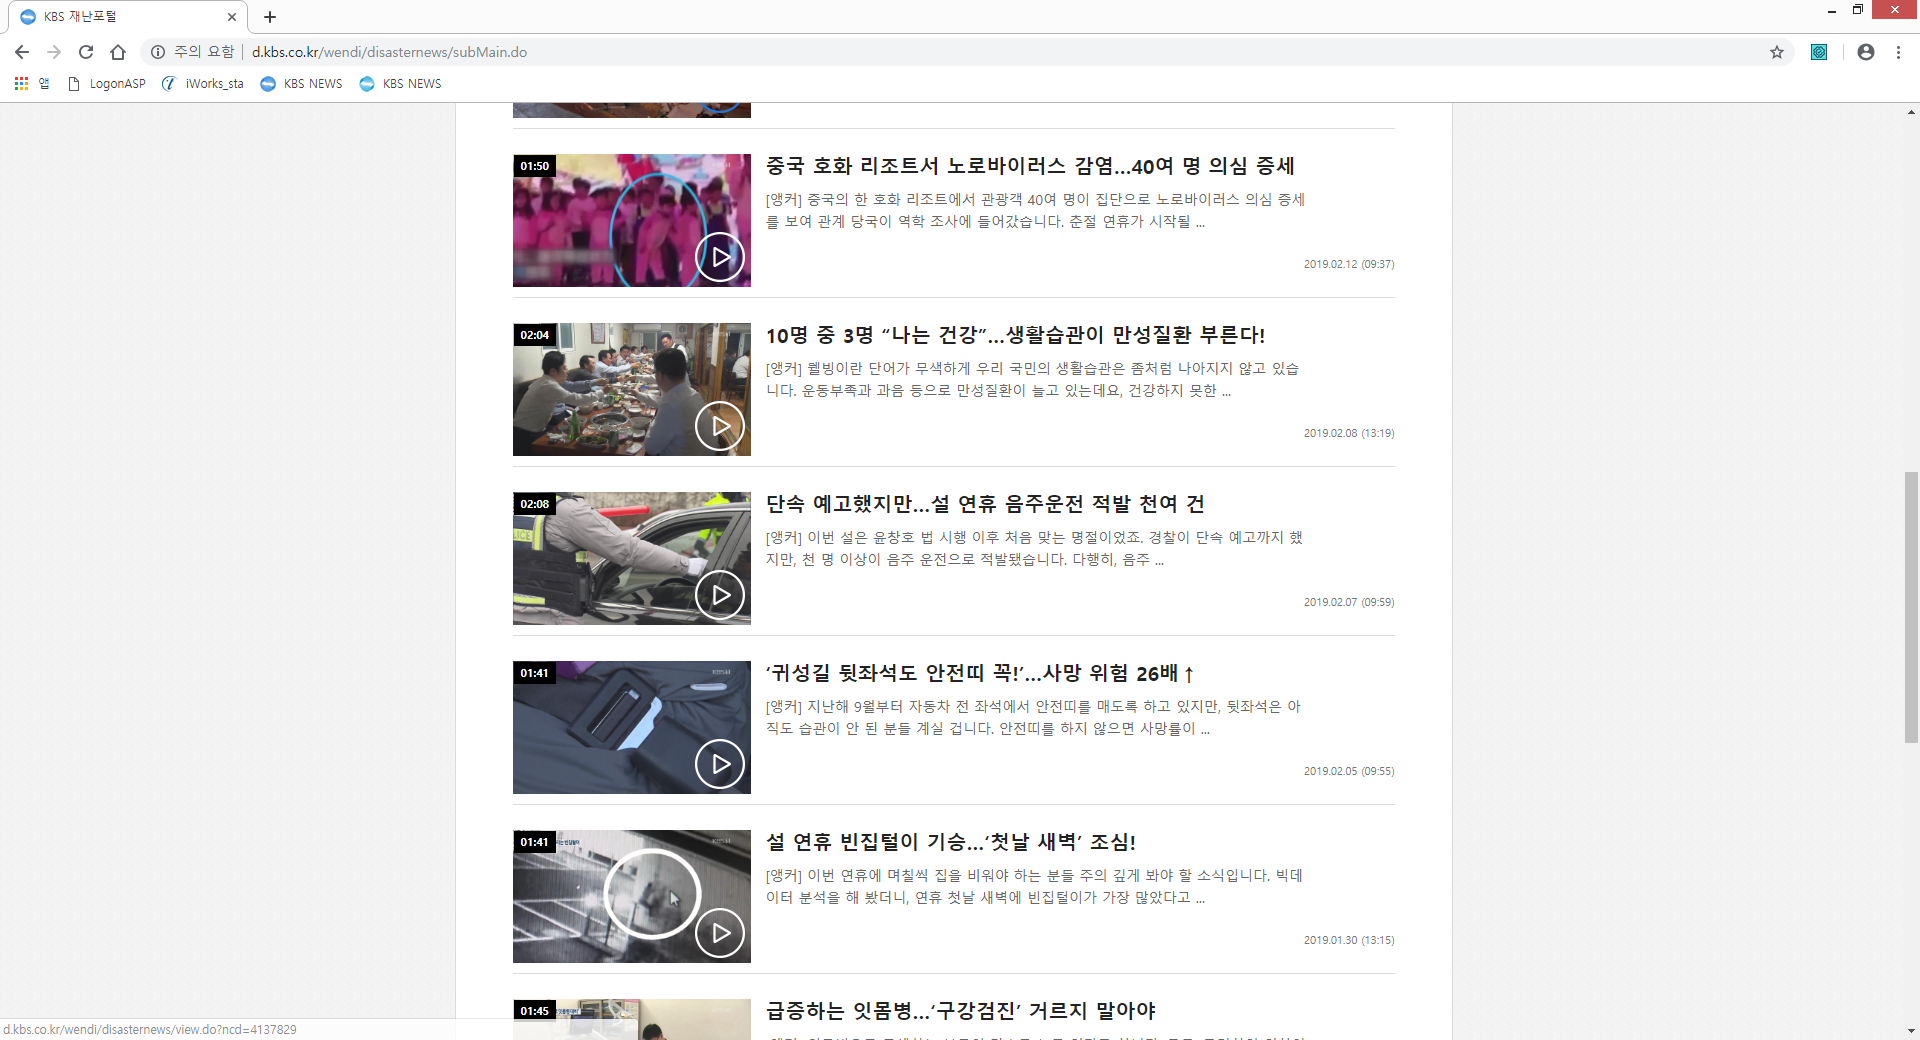 KBS 재난포털
주의 요함 | d.kbs.co.kr/wendi/disasternews/subMain.do
앱 LogonASP iWorks_sta KBS NEWS KBS NEWS
01:50
중국 호화 리조트서 노로바이러스 감염…40여 명 의심 증세
[앵커] 중국의 한 호화 리조트에서 관광객 40여 명이 집단으로 노로바이러스 의심 증세
를 보여 관계 당국이 역학 조사에 들어갔습니다. 춘절 연휴가 시작될 ...
2019.02.12 (09:37)
02:04
10명 중 3명 “나는 건강”…생활습관이 만성질환 부른다!
[앵커] 웰빙이란 단어가 무색하게 우리 국민의 생활습관은 좀처럼 나아지지 않고 있습
니다. 운동부족과 과음 등으로 만성질환이 늘고 있는데요, 건강하지 못한 ...
2019.02.08 (13:19)
02:08
단속 예고했지만…설 연휴 음주운전 적발 천여 건
[앵커] 이번 설은 윤창호 법 시행 이후 처음 맞는 명절이었죠. 경찰이 단속 예고까지 했
지만, 천 명 이상이 음주 운전으로 적발됐습니다. 다행히, 음주 ...
2019.02.07 (09:59)
01:41
‘귀성길 뒷좌석도 안전띠 꼭!’…사망 위험 26배↑
[앵커] 지난해 9월부터 자동차 전 좌석에서 안전띠를 매도록 하고 있지만, 뒷좌석은 아
직도 습관이 안 된 분들 계실 겁니다. 안전띠를 하지 않으면 사망률이 ...
2019.02.05 (09:55)
01:41
설 연휴 빈집털이 기승…‘첫날 새벽’ 조심!
[앵커] 이번 연휴에 며칠씩 집을 비워야 하는 분들 주의 깊게 봐야 할 소식입니다. 빅데
이터 분석을 해 봤더니, 연휴 첫날 새벽에 빈집털이가 가장 많았다고 ...
2019.01.30 (13:15)
01:45
급증하는 잇몸병…‘구강검진’ 거르지 말아야
d.kbs.co.kr/wendi/disasternews/view.do?ncd=4137829